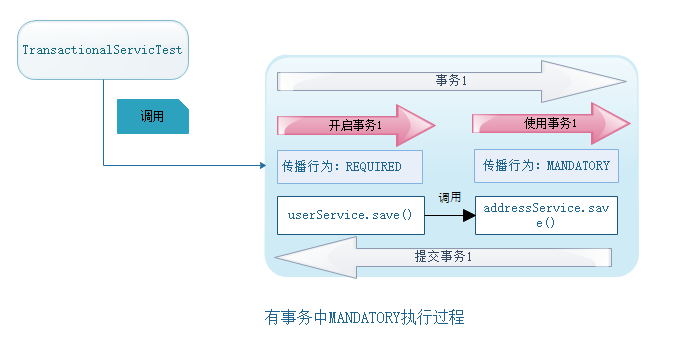 TransactionalServicTest
调用
事务1
开启事务1
使用事务1
传播行为：REQUIRED
传播行为：MANDATORY
userService.save()
调用
addressService.sav
e()
提交事务1
有事务中MANDATORY执行过程